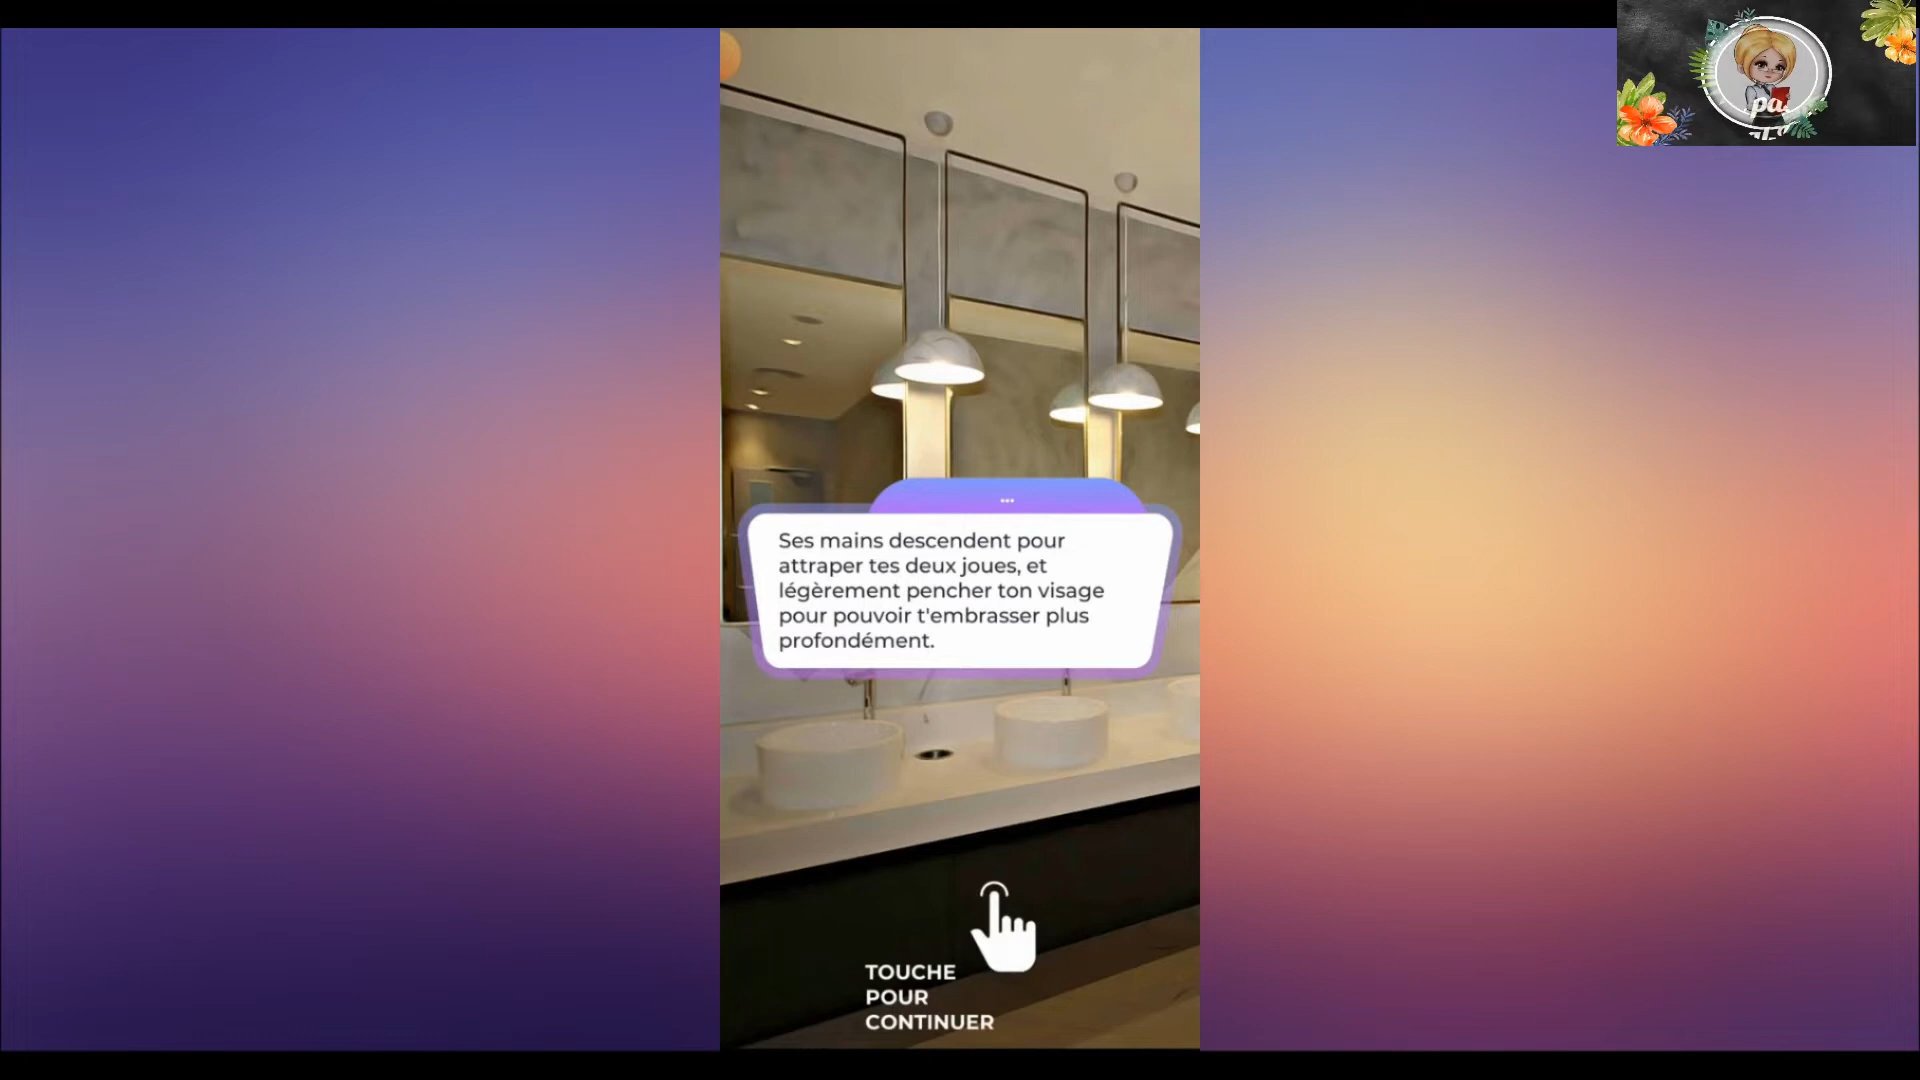 pa
...
Ses mains descendent pour
attraper tes deux joues, et
légèrement pencher ton visage
pour pouvoir t'embrasser plus
profondément.
TOUCHE
POUR
CONTINUER